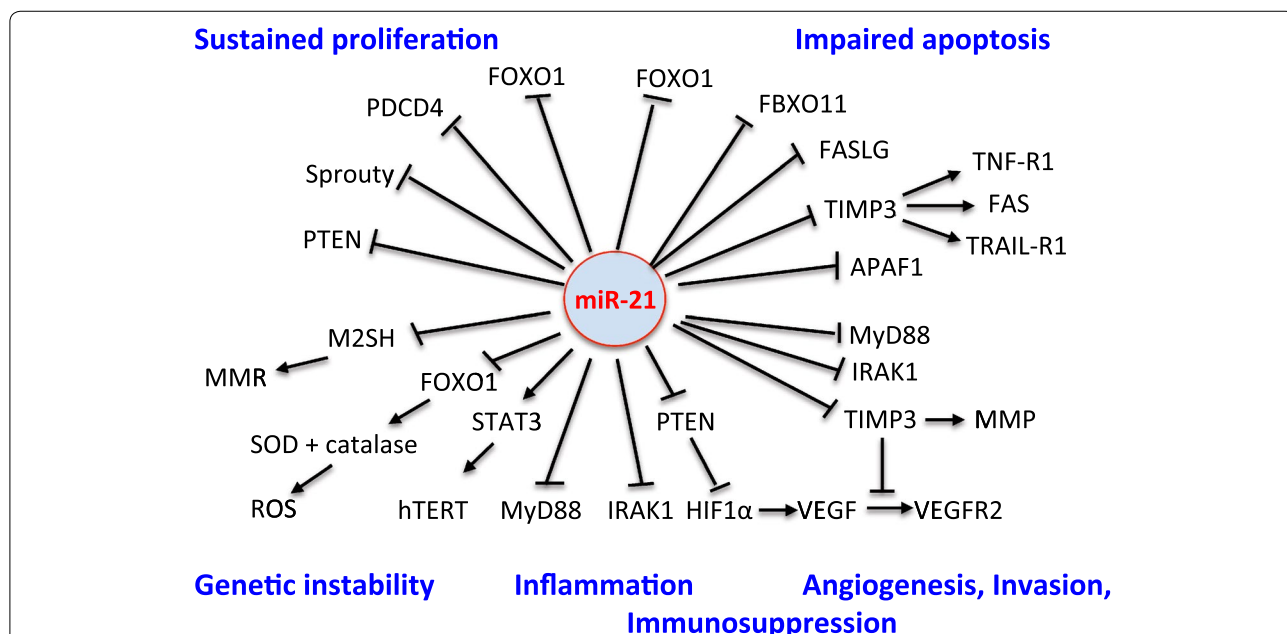 Sustained proliferation
Impaired apoptosis
FOXO1
FOXO1
PDCD4
FBXO11
FASLG
Sprouty
TNF-R1
TIMP3
FAS
PTEN
TRAIL-R1
APAF1
miR-21
M2SH
MyD88
MMR
FOXO1
IRAK1
STAT3
PTEN
TIMP3
MMP
SOD + catalase
ROS
hTERT
MyD88
IRAK1
HIF1α
VEGF
VEGFR2
Genetic instability
Inflammation
Angiogenesis, Invasion,
Immunosuppression